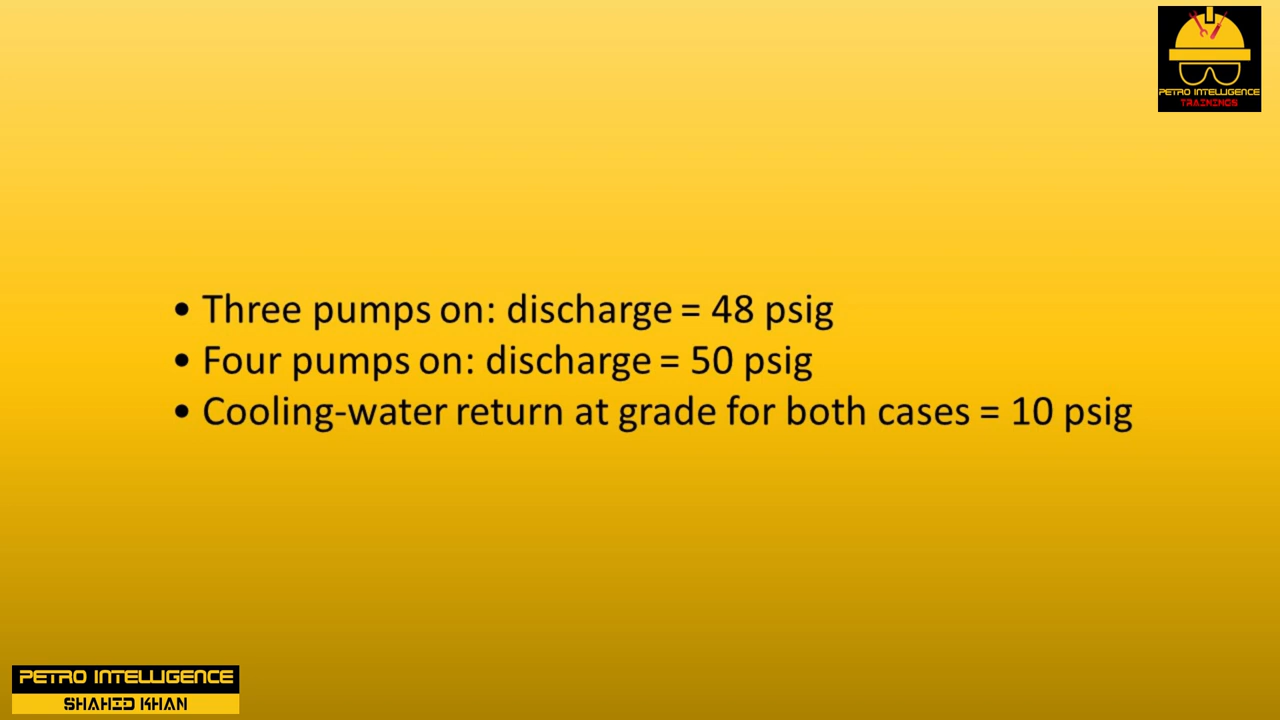 PETRO INTELLIGENCE
TRAININGS
• Three pumps on: discharge = 48 psig
• Four pumps on: discharge = 50 psig
• Cooling-water return at grade for both cases = 10 psig
PETRO INTELLIGENCE
SHAHID KHAN